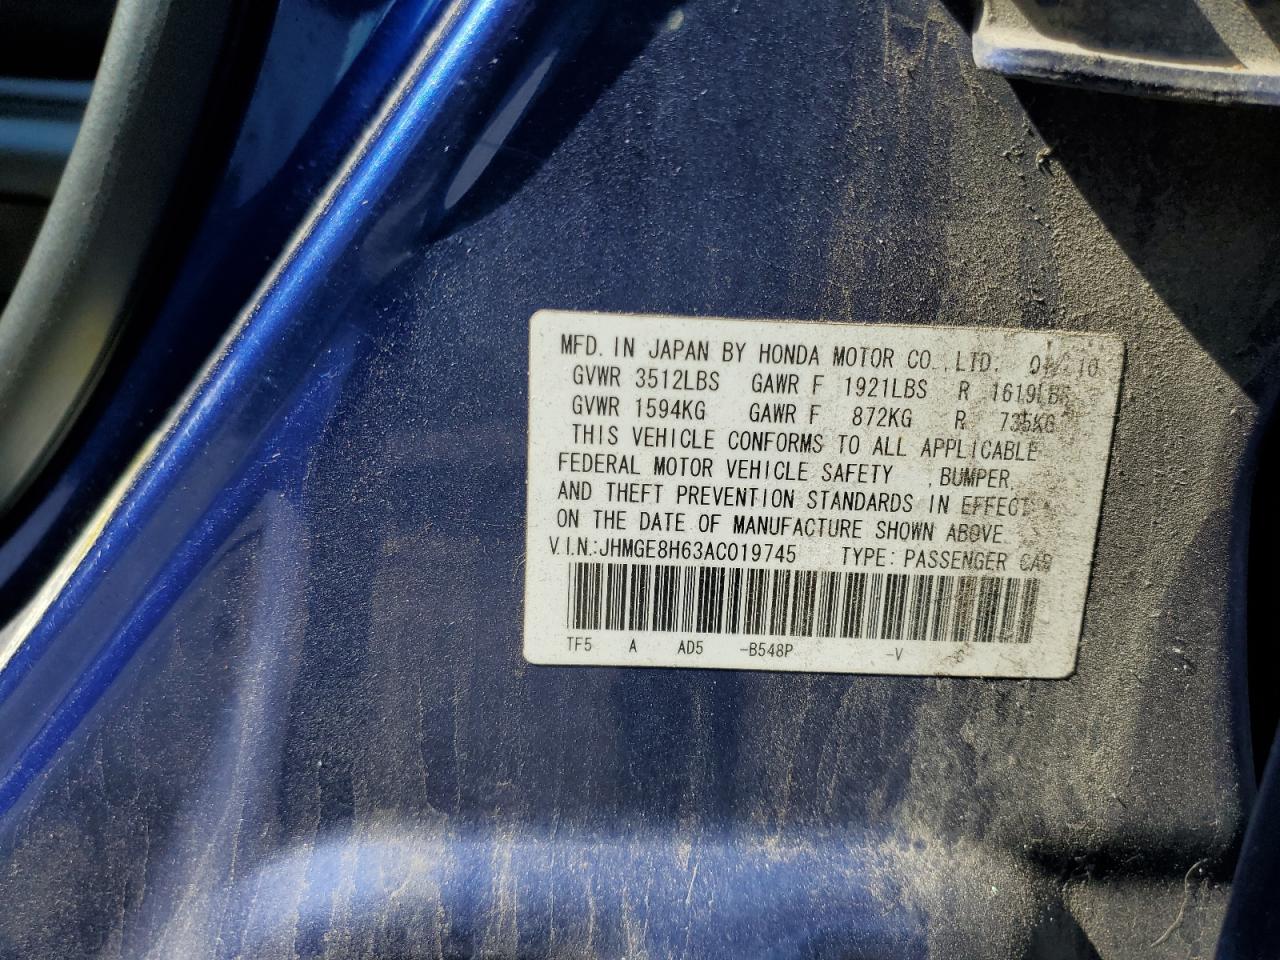 MFD. IN JAPAN BY HONDA MOTOR CO.,LTD.
GVWR 3512LBS GAWR F 1921LBS R 1619LBS
GVWR 1594KG GAWR F 872KG R 735KG
THIS VEHICLE CONFORMS TO ALL APPLICABLE
FEDERAL MOTOR VEHICLE SAFETY ,BUMPER,
AND THEFT PREVENTION STANDARDS IN EFFECT
ON THE DATE OF MANUFACTURE SHOWN ABOVE.
V.I.N.:JHMGE8H63AC019745 TYPE: PASSENGER CAR
TF5 A AD5 -B548P -V